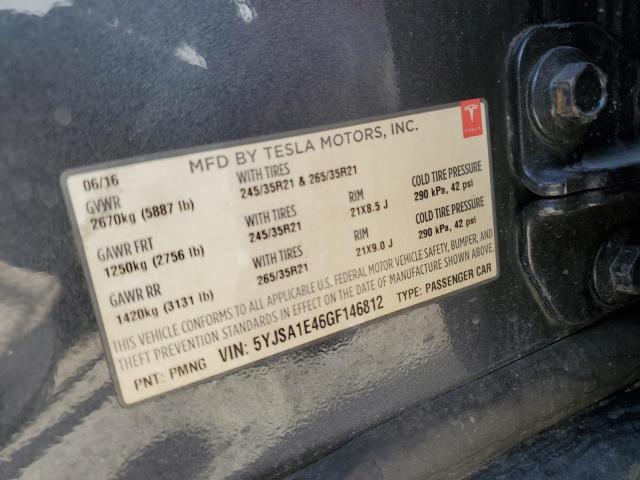 MFD BY TESLA MOTORS, INC.
TESLA
06/16
GVWR
2670kg (5887 lb)
WITH TIRES
245/35R21 & 265/35R21
COLD TIRE PRESSURE
290 kPa, 42 psi
GAWR FRT
1250kg (2756 lb)
WITH TIRES
245/35R21
RIM
21X8.5 J
COLD TIRE PRESSURE
290 kPa, 42 psi
GAWR RR
1420kg (3131 lb)
WITH TIRES
265/35R21
RIM
21X9.0 J
THIS VEHICLE CONFORMS TO ALL APPLICABLE U.S. FEDERAL MOTOR VEHICLE SAFETY, BUMPER, AND
THEFT PREVENTION STANDARDS IN EFFECT ON THE DATE OF MANUFACTURE SHOWN ABOVE.
PNT: PMNG VIN: 5YJSA1E46GF146812 TYPE: PASSENGER CAR